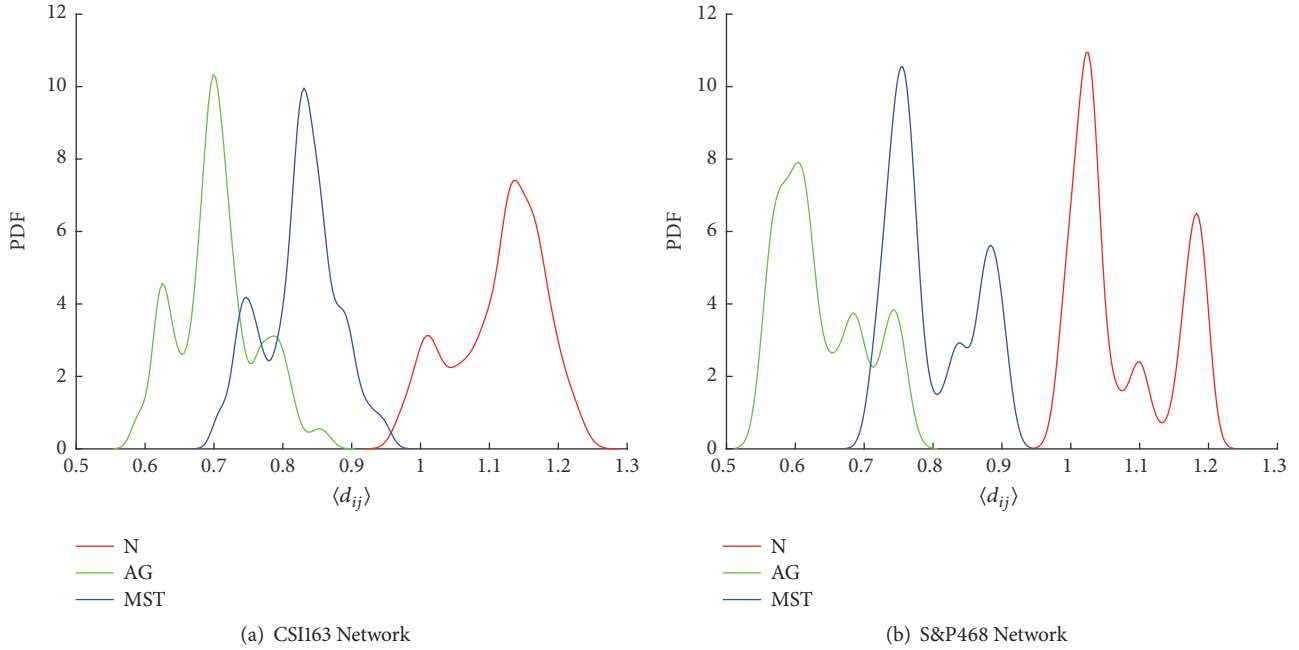 12
10
8
6
4
2
0
PDF
0.5 0.6 0.7 0.8 0.9 1 1.1 1.2 1.3
⟨d_ij⟩
N
AG
MST
(a) CSI163 Network
12
10
8
6
4
2
0
PDF
0.5 0.6 0.7 0.8 0.9 1 1.1 1.2 1.3
⟨d_ij⟩
N
AG
MST
(b) S&P468 Network